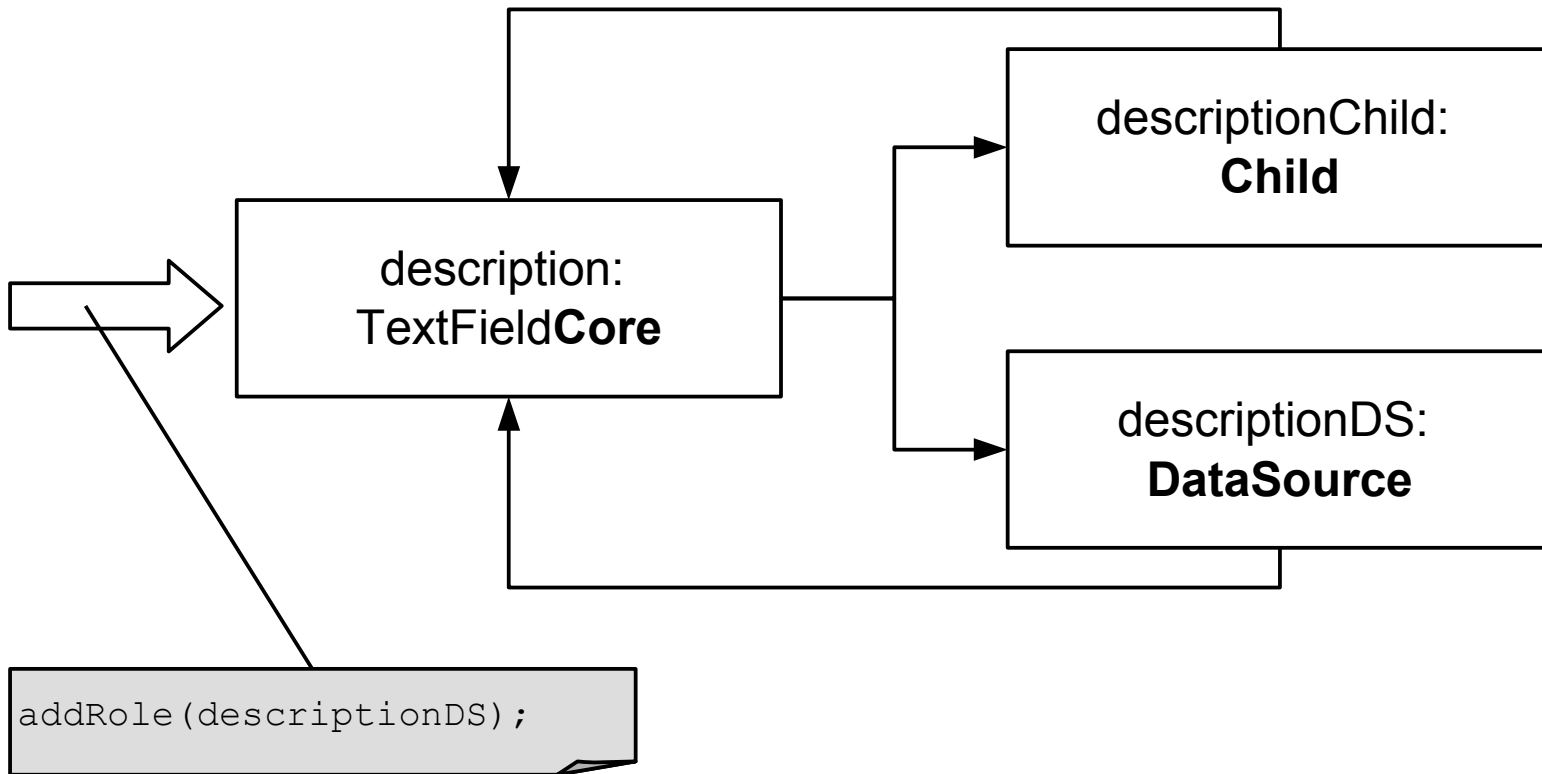 descriptionChild:
Child
description:
TextFieldCore
descriptionDS:
DataSource
addRole(descriptionDS);